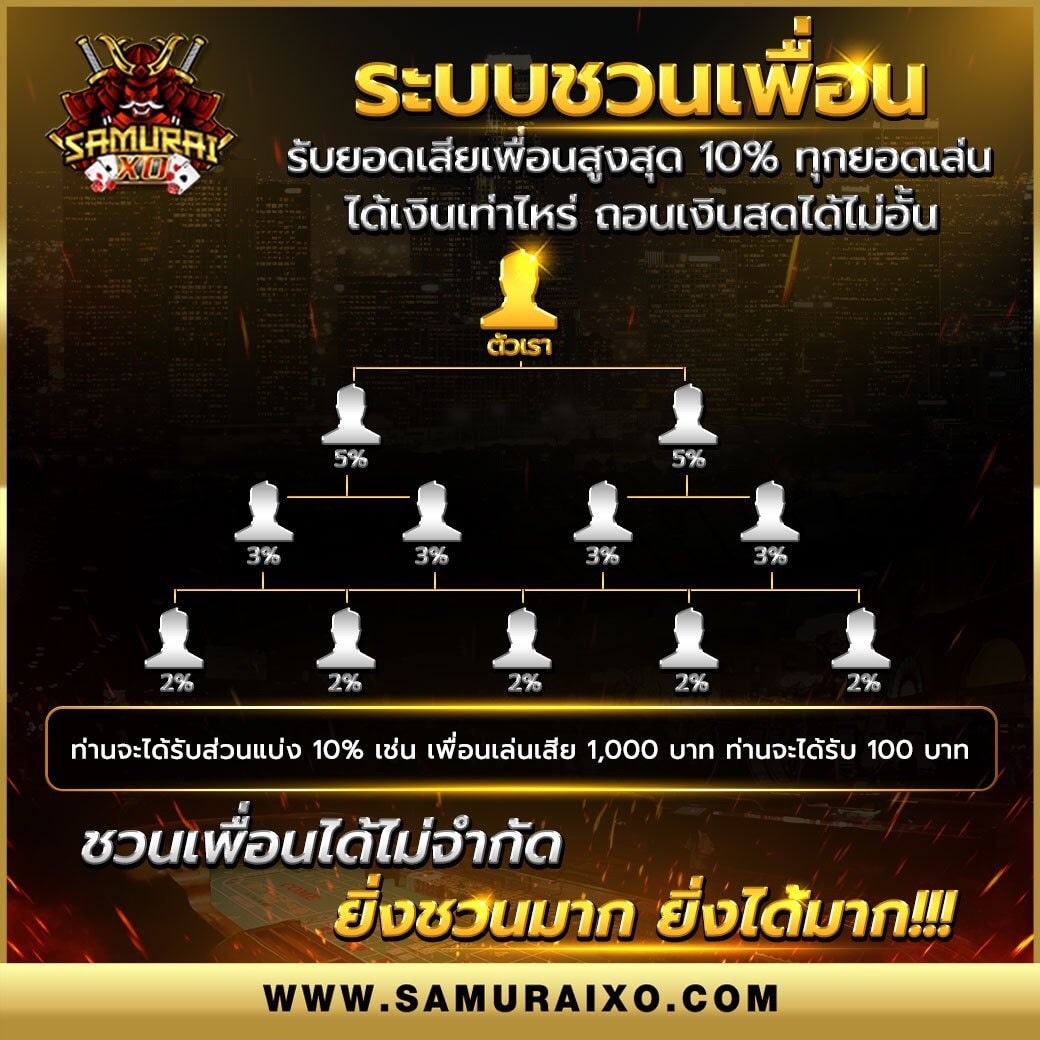 SAMURAI
XO
ระบบชวนเพื่อน
รับยอดเสียเพื่อนสูงสุด 10% ทุกยอดเล่น
ได้เงินเท่าไหร่ ถอนเงินสดได้ไม่อั้น
ตัวเรา
5% 5%
3% 3% 3% 3%
2% 2% 2% 2% 2%
ท่านจะได้รับส่วนแบ่ง 10% เช่น เพื่อนเล่นเสีย 1,000 บาท ท่านจะได้รับ 100 บาท
ชวนเพื่อนได้ไม่จำกัด
ยิ่งชวนมาก ยิ่งได้มาก!!!
WWW.SAMURAIXO.COM